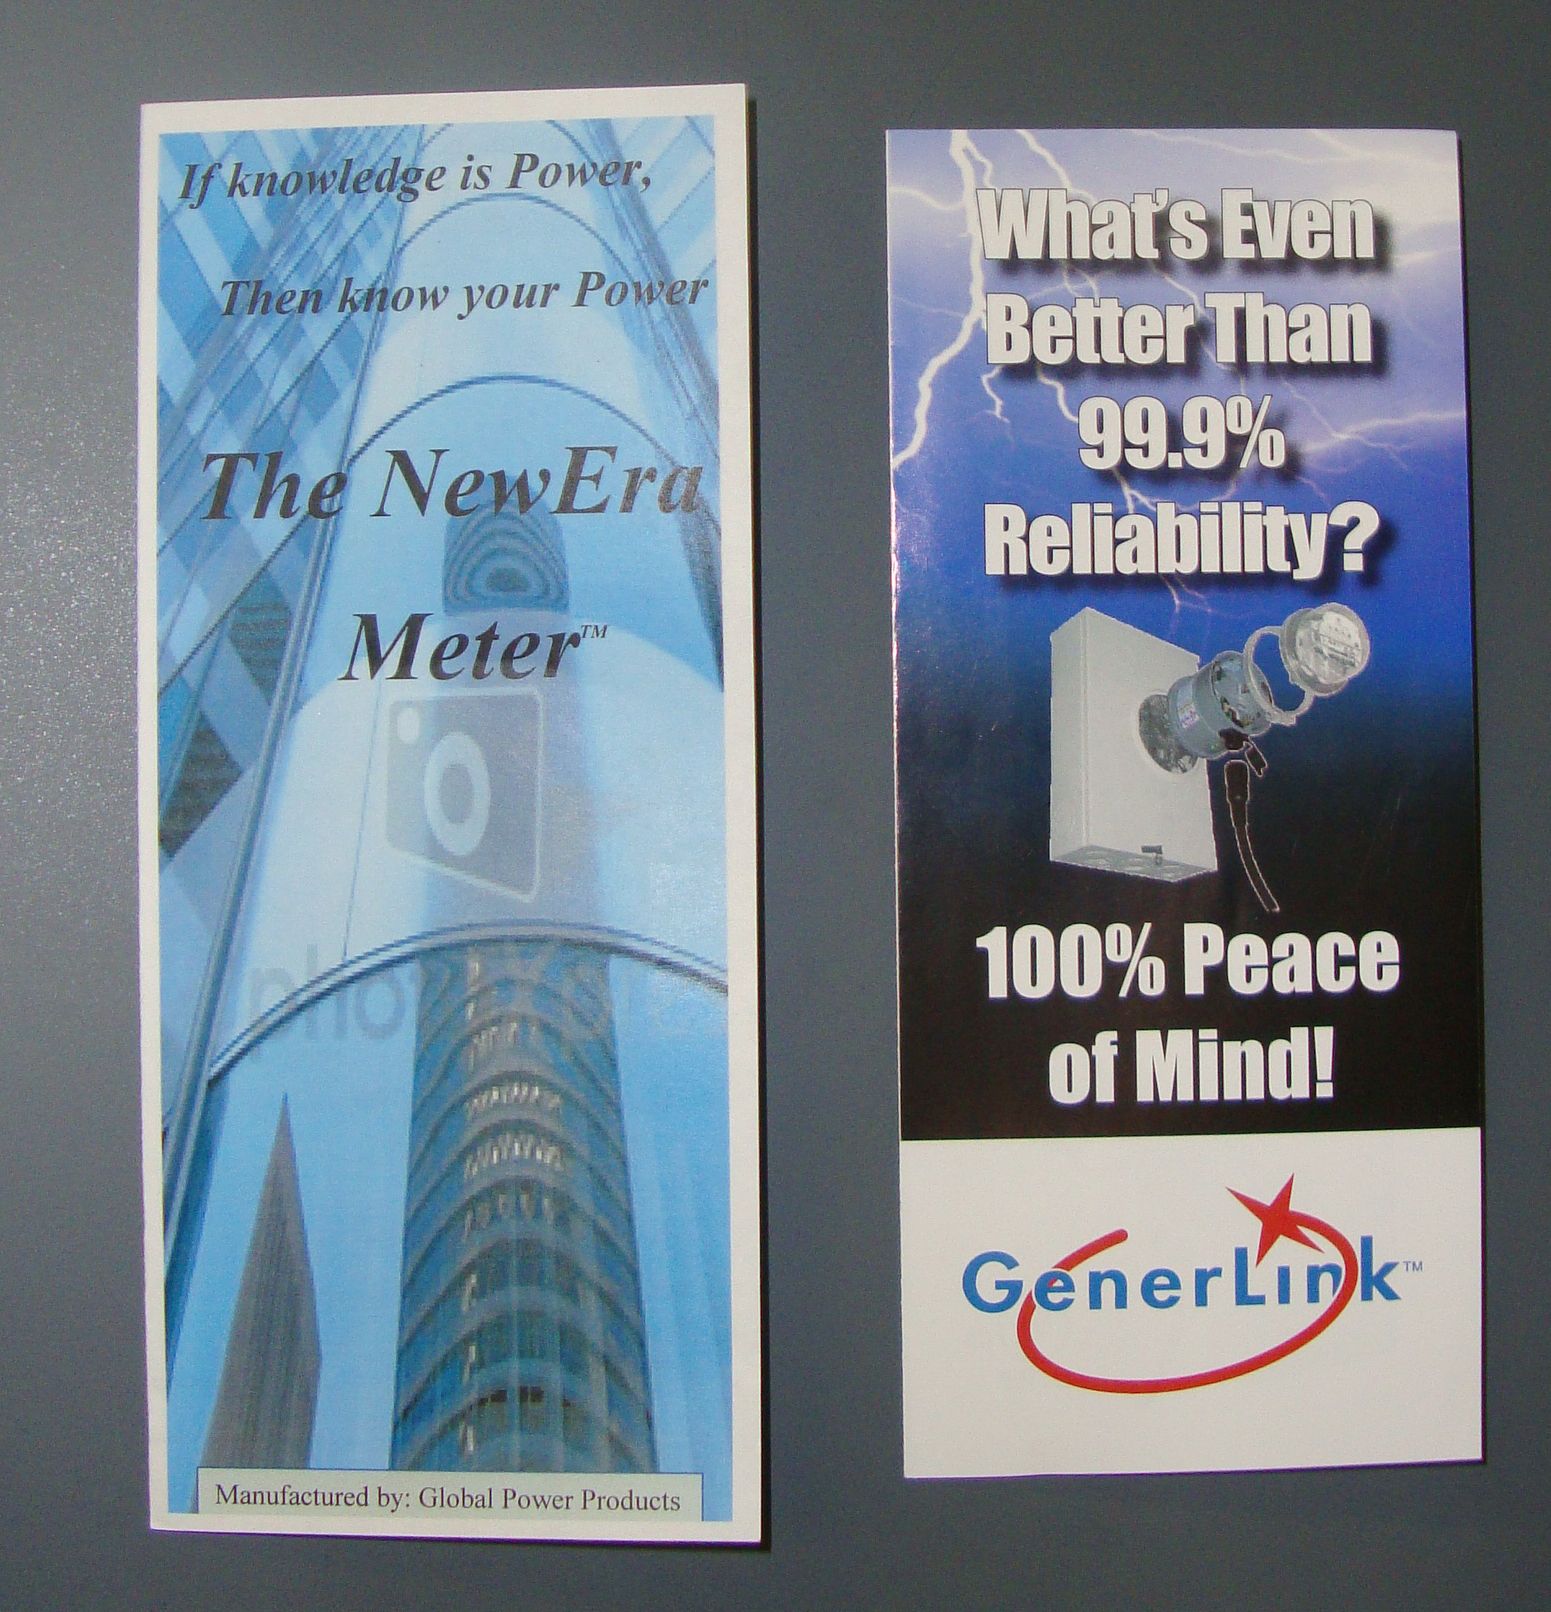 If knowledge is Power,
Then know your Power
The NewEra
Meter™
Manufactured by: Global Power Products
What's Even
Better Than
99.9%
Reliability?
100% Peace
of Mind!
GenerLink™